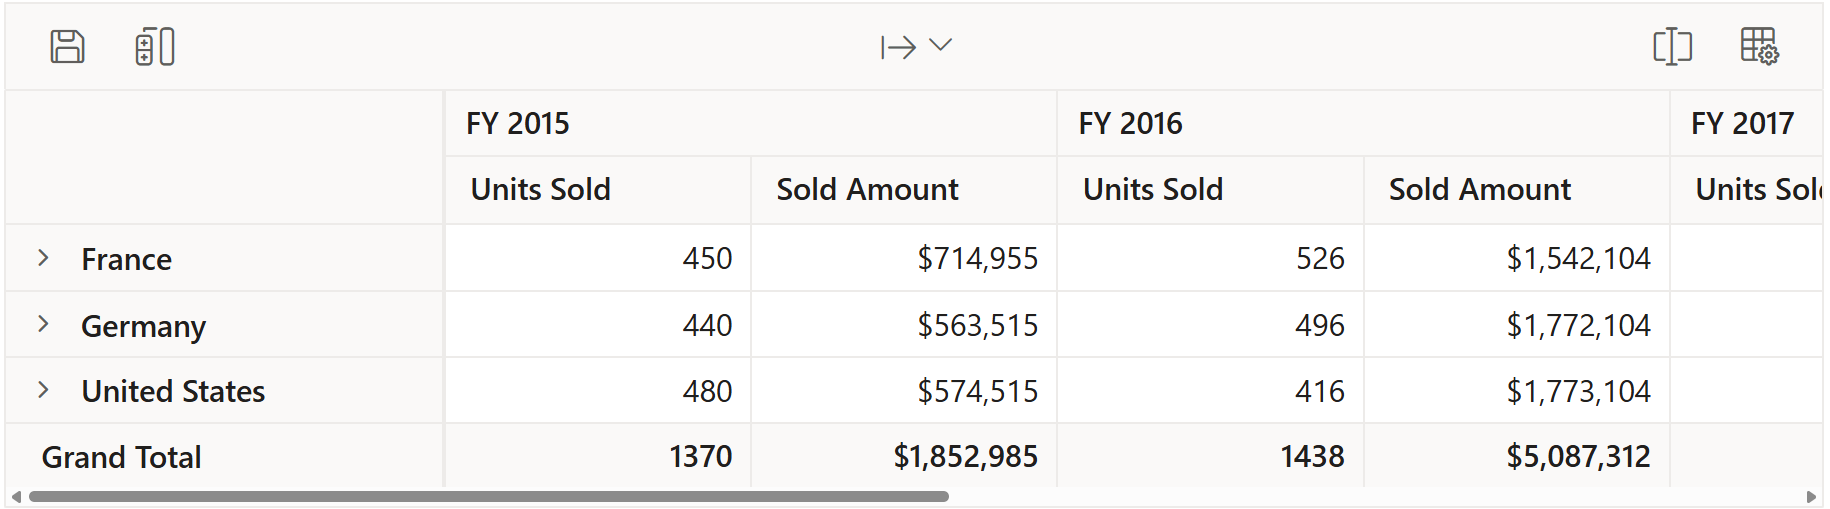 FY 2015 FY 2016 FY 2017
Units Sold Sold Amount Units Sold Sold Amount Units
France 450 $714,955 526 $1,542,104
Germany 440 $563,515 496 $1,772,104
United States 480 $574,515 416 $1,773,104
Grand Total 1370 $1,852,985 1438 $5,087,312